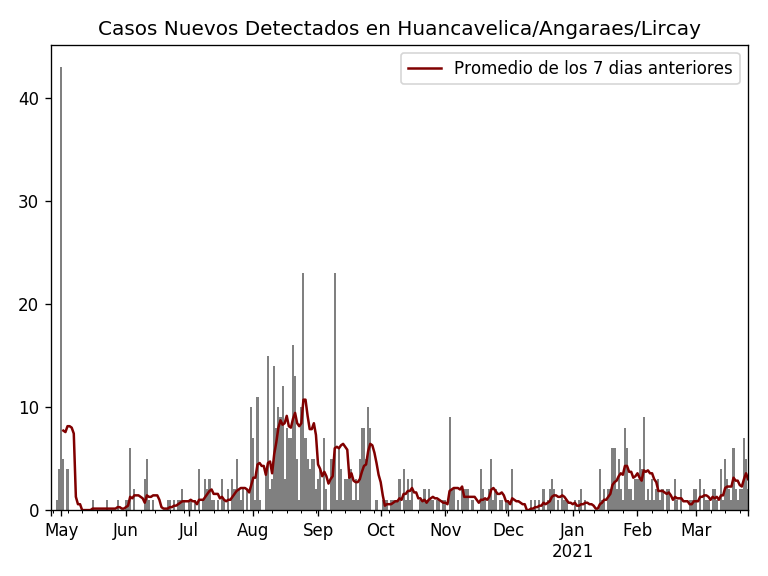 Casos Nuevos Detectados en Huancavelica/Angaraes/Lircay
Promedio de los 7 dias anteriores
40
30
20
10
0
May Jun Jul Aug Sep Oct Nov Dec Jan Feb Mar
2021